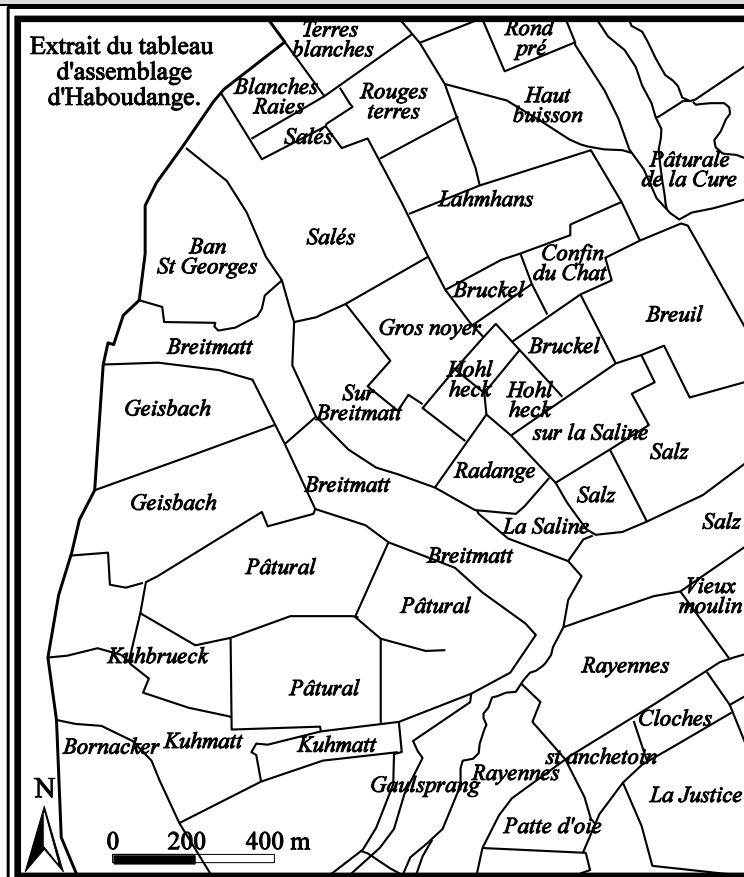 Extrait du tableau
d'assemblage
d'Haboudange.
Terres
blanches
Rond
pré
Blanches
Raies
Rouges
terres
Haut
buisson
Salés
Pâturale
de la Cure
Lahmhans
Salés
Ban
St Georges
Confin
du Chat
Bruckel
Breuil
Gros noyer
Breitmatt
Bruckel
Hohl
heck
Hohl
heck
Geisbach
Sur
Breitmatt
sur la Saline
Salz
Radange
Breitmatt
Salz
Geisbach
La Saline
Salz
Breitmatt
Pâtural
Pâtural
Vieux
moulin
Kuhbrueck
Rayennes
Pâtural
Cloches
Bornacker
Kuhmatt
Kuhmatt
st anchetoin
Gaulsprang
Rayennes
La Justice
Patte d'oie
N
0 200 400 m